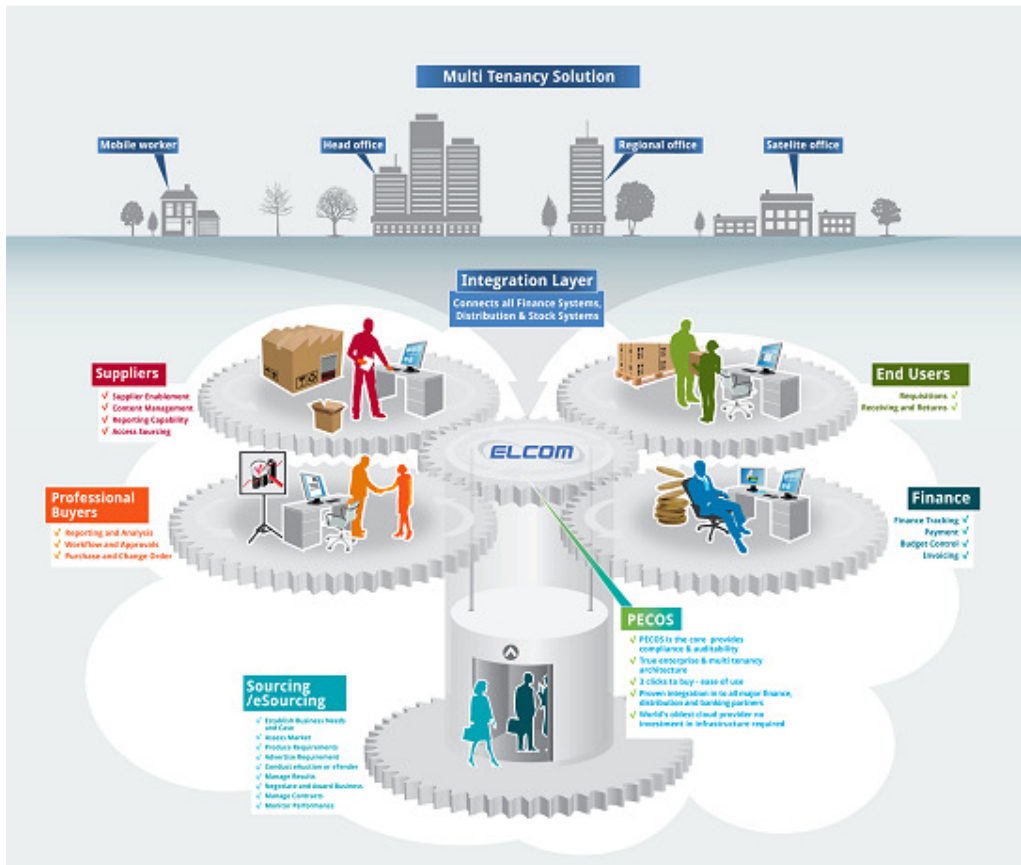 Multi Tenancy Solution
Mobile worker
Head office
Regional office
Satelite office
Integration Layer
Connects all Finance Systems,
Distribution & Stock Systems
Suppliers
Supplier Enablement
Content Management
Reporting Capability
Access Sourcing
End Users
Requisitions
Receiving and Returns
ELCOM
Professional
Buyers
Reporting and Analysis
Workflow and Approvals
Purchase and Change Order
Finance
Finance Tracking
Payment
Budget Control
Invoicing
PECOS
PECOS is the core provides
compliance & auditability
True enterprise & multi tenancy
architecture
3 clicks to buy - ease of use
Proven integration in to all major finance,
distribution and banking partners
World's oldest cloud provider no
investment in infrastructure required
Sourcing
/eSourcing
Establish Business Needs
and Case
Assess Market
Produce Requirements
Advertise Requirement
Conduct eAuction or eTender
Manage Results
Negotiate and Award Business
Manage Contracts
Monitor Performance